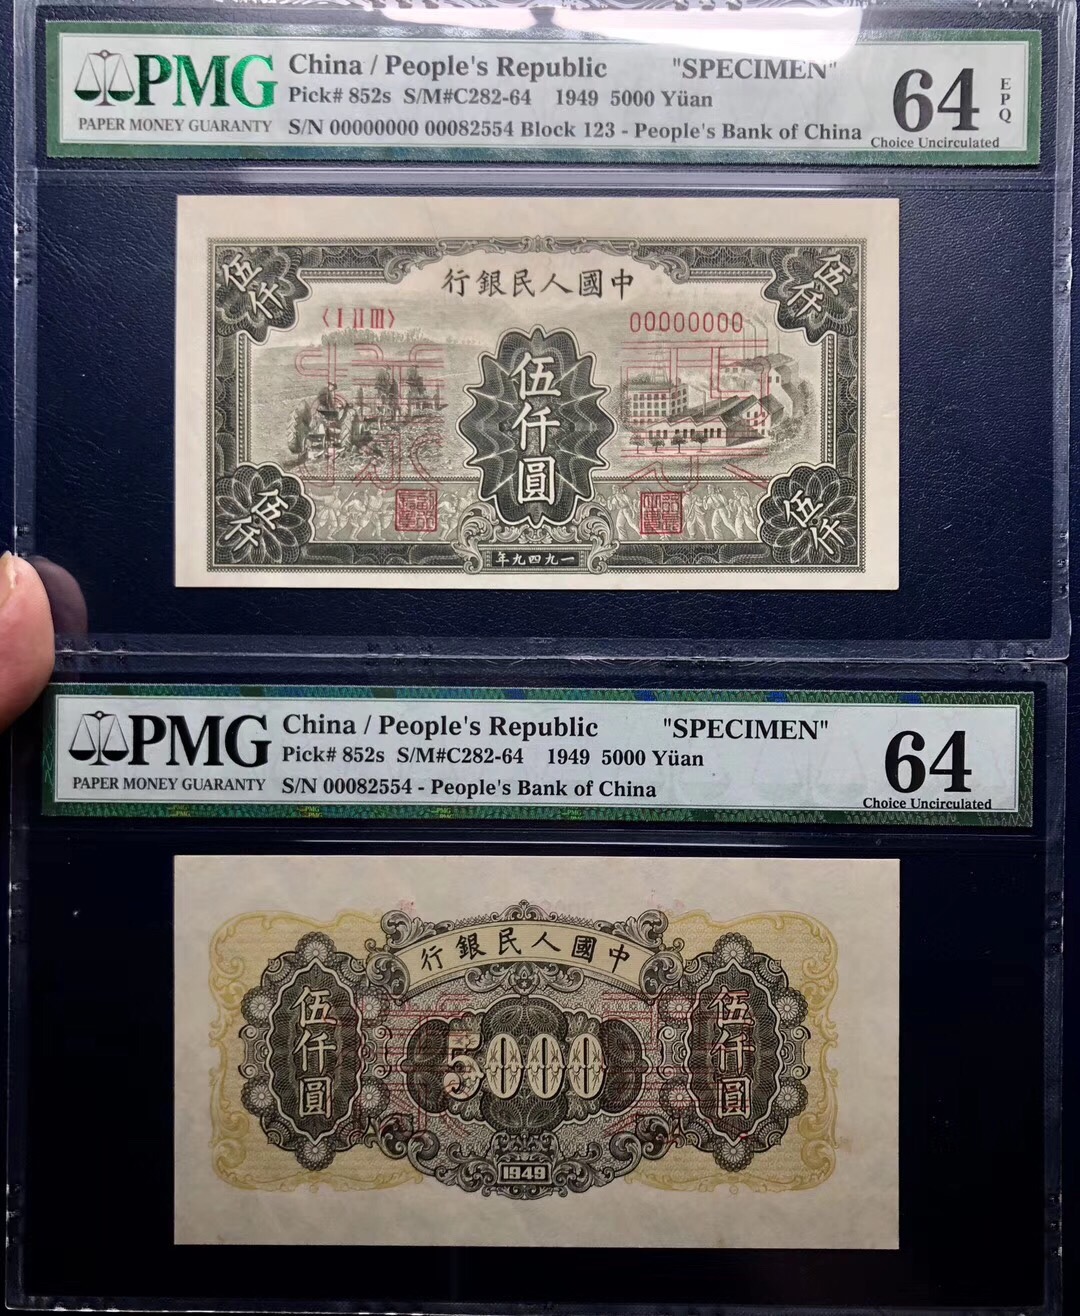 PMG
PAPER MONEY GUARANTY
China / People's Republic "SPECIMEN"
Pick# 852s S/M#C282-64 1949 5000 Yüan
S/N 00000000 00082554 Block 123 - People's Bank of China
64
EPQ
Choice Uncirculated
伍仟
伍仟
行銀民人國中
〈I II III〉
00000000
樣
票
伍仟圓
伍仟
伍仟
年九四九一
PMG
PAPER MONEY GUARANTY
China / People's Republic "SPECIMEN"
Pick# 852s S/M#C282-64 1949 5000 Yüan
S/N 00082554 - People's Bank of China
64
Choice Uncirculated
行銀民人國中
伍仟圓
5000
伍仟圓
1949